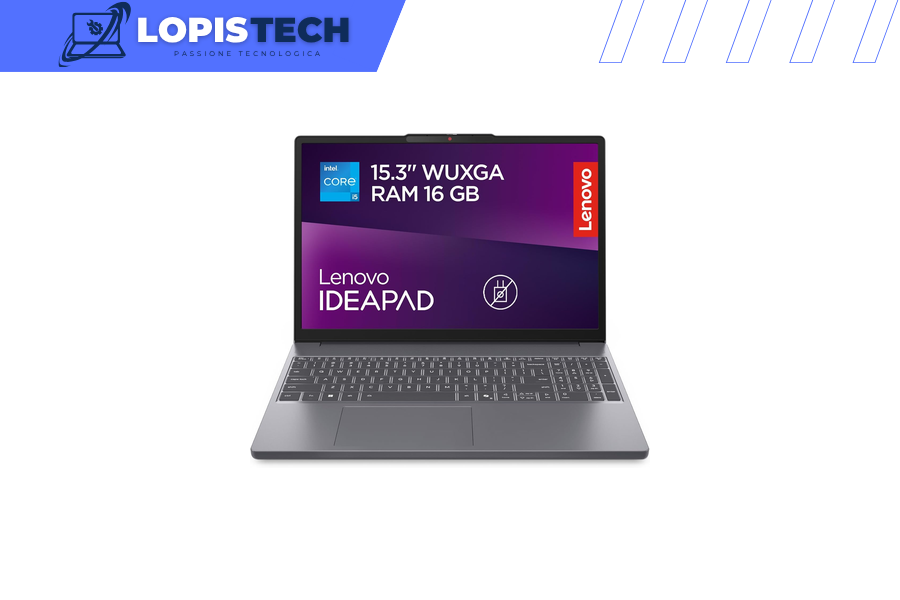 LOPISTECH
PASSIONE TECNOLOGICA
intel
CORE
i5
15.3" WUXGA
RAM 16 GB
Lenovo
Lenovo
IDEAPAD